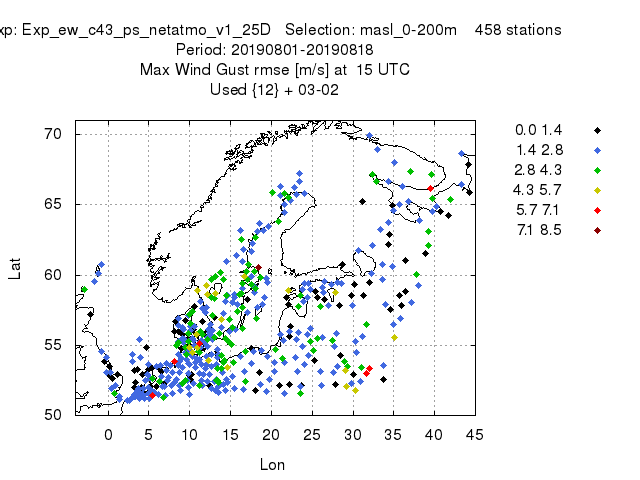 xp: Exp_ew_c43_ps_netatmo_v1_25D Selection: masl_0-200m 458 stations
Period: 20190801-20190818
Max Wind Gust rmse [m/s] at 15 UTC
Used {12} + 03-02
70
65
60
55
50
0 5 10 15 20 25 30 35 40 45
Lat
Lon
0.0 1.4
1.4 2.8
2.8 4.3
4.3 5.7
5.7 7.1
7.1 8.5